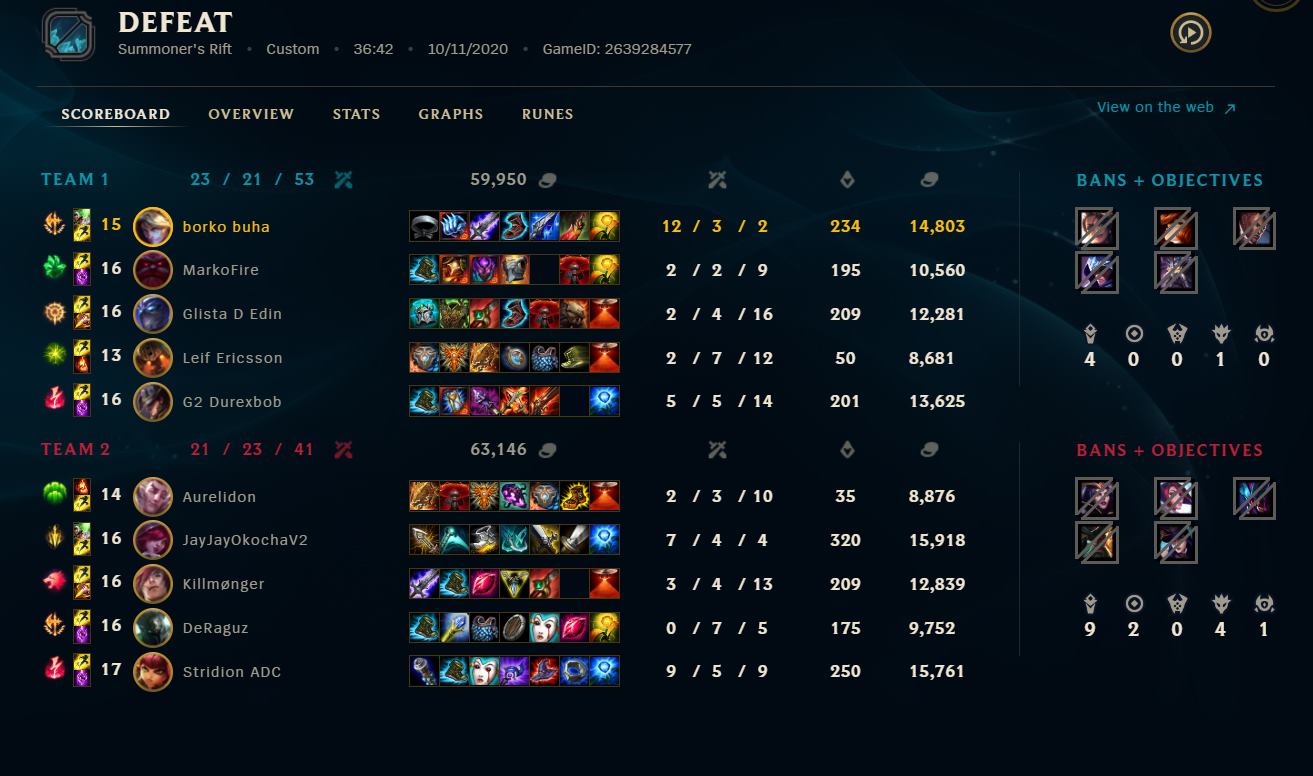 DEFEAT
Summoner's Rift • Custom • 36:42 • 10/11/2020 • GameID: 2639284577
SCOREBOARD OVERVIEW STATS GRAPHS RUNES View on the web
TEAM 1 23 / 21 / 53 59,950 BANS + OBJECTIVES
15 borko buha 12 / 3 / 2 234 14,803
16 MarkoFire 2 / 2 / 9 195 10,560
16 Glista D Edin 2 / 4 / 16 209 12,281
13 Leif Ericsson 2 / 7 / 12 50 8,681
16 G2 Durexbob 5 / 5 / 14 201 13,625
4 0 0 1 0
TEAM 2 21 / 23 / 41 63,146 BANS + OBJECTIVES
14 Aurelidon 2 / 3 / 10 35 8,876
16 JayJayOkochaV2 7 / 4 / 4 320 15,918
16 Killmønger 3 / 4 / 13 209 12,839
16 DeRaguz 0 / 7 / 5 175 9,752
17 Stridion ADC 9 / 5 / 9 250 15,761
9 2 0 4 1